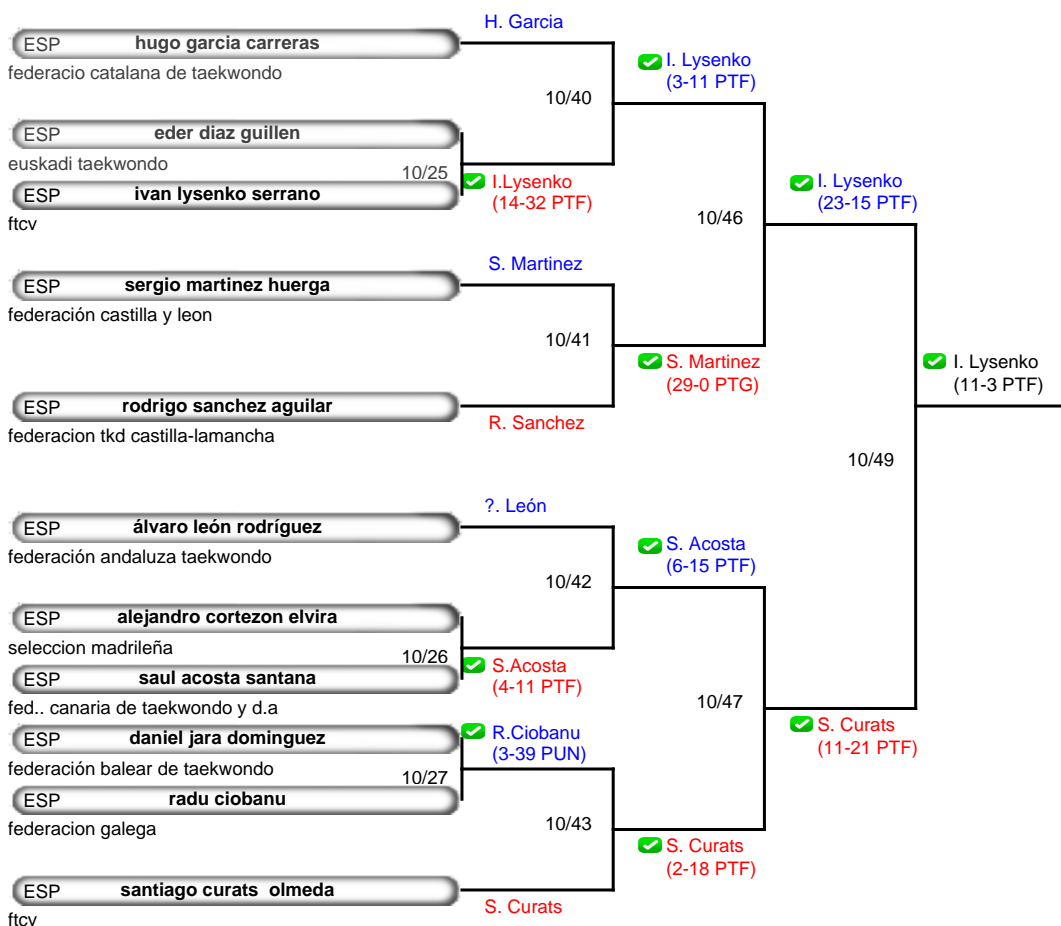 H. Garcia
ESP hugo garcia carreras
federacio catalana de taekwondo
I. Lysenko
(3-11 PTF)
10/40
ESP eder diaz guillen
euskadi taekwondo
10/25
ESP ivan lysenko serrano
ftcv
I.Lysenko
(14-32 PTF)
I. Lysenko
(23-15 PTF)
10/46
S. Martinez
ESP sergio martinez huerga
federación castilla y leon
10/41
S. Martinez
(29-0 PTG)
I. Lysenko
(11-3 PTF)
ESP rodrigo sanchez aguilar
federacion tkd castilla-lamancha
R. Sanchez
10/49
?. León
ESP álvaro león rodríguez
federación andaluza taekwondo
S. Acosta
(6-15 PTF)
10/42
ESP alejandro cortezon elvira
seleccion madrileña
10/26
ESP saul acosta santana
fed.. canaria de taekwondo y d.a
S.Acosta
(4-11 PTF)
10/47
S. Curats
(11-21 PTF)
ESP daniel jara dominguez
federación balear de taekwondo
R.Ciobanu
(3-39 PUN)
10/27
ESP radu ciobanu
federacion galega
10/43
S. Curats
(2-18 PTF)
ESP santiago curats olmeda
ftcv
S. Curats